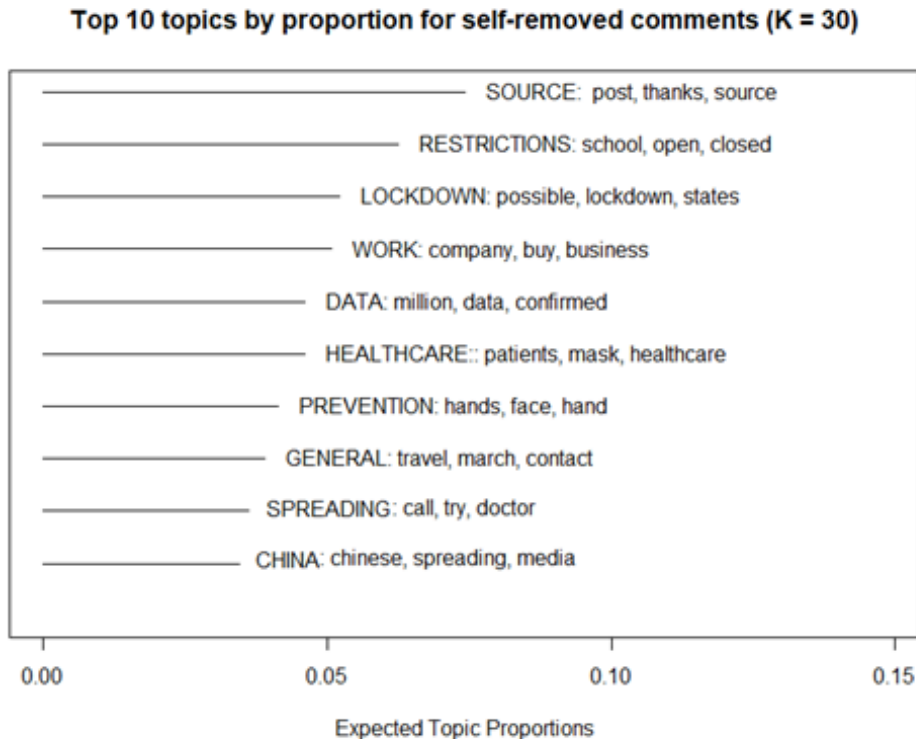 Top 10 topics by proportion for self-removed comments (K = 30)
SOURCE: post, thanks, source
RESTRICTIONS: school, open, closed
LOCKDOWN: possible, lockdown, states
WORK: company, buy, business
DATA: million, data, confirmed
HEALTHCARE:: patients, mask, healthcare
PREVENTION: hands, face, hand
GENERAL: travel, march, contact
SPREADING: call, try, doctor
CHINA: chinese, spreading, media
0.00 0.05 0.10 0.15
Expected Topic Proportions